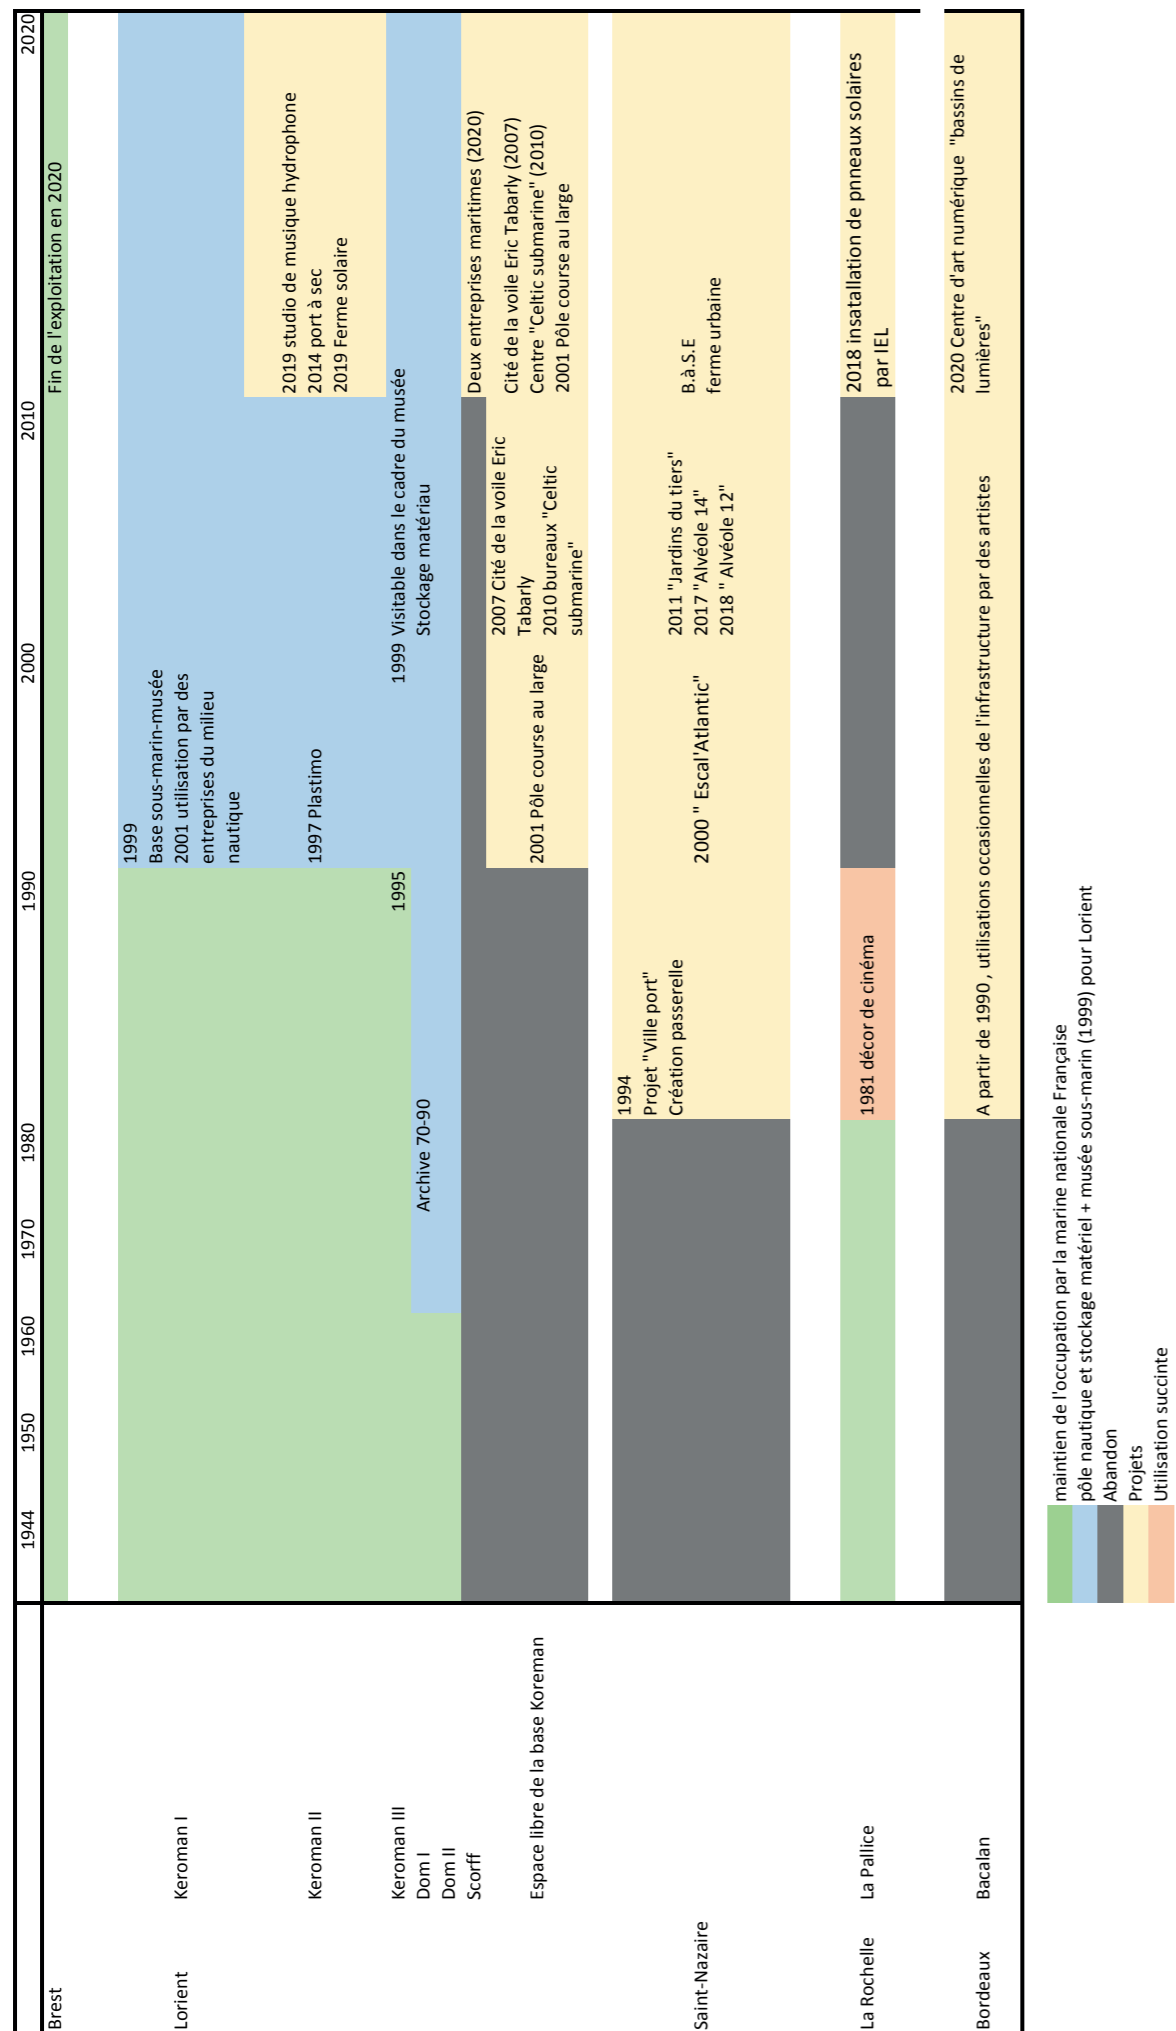 1944 1950 1960 1970 1980 1990 2000 2010 2020
Brest
Fin de l'exploitation en 2020
Lorient
Keroman I
1999
Base sous-marin-musée
2001 utilisation par des
entreprises du milieu
nautique
Keroman II
1997 Plastimo
2019 studio de musique hydrophone
2014 port à sec
2019 Ferme solaire
Keroman III
1995
1999 Visitable dans le cadre du musée
Dom I
Archive 70-90
Stockage matériau
Dom II
Scorff
Deux entreprises maritimes (2020)
Espace libre de la base Koreman
2001 Pôle course au large
2007 Cité de la voile Eric
Tabarly
2010 bureaux "Celtic
submarine"
Cité de la voile Eric Tabarly (2007)
Centre "Celtic submarine" (2010)
2001 Pôle course au large
Saint-Nazaire
1994
Projet "Ville port"
Création passerelle
2000 " Escal'Atlantic"
2011 "Jardins du tiers"
2017 "Alvéole 14"
2018 " Alvéole 12"
B.à.S.E
ferme urbaine
La Rochelle
La Pallice
1981 décor de cinéma
2018 insatallation de pnneaux solaires
par IEL
Bordeaux
Bacalan
A partir de 1990 , utilisations occasionnelles de l'infrastructure par des artistes
2020 Centre d'art numérique "bassins de
lumières"
maintien de l'occupation par la marine nationale Française
pôle nautique et stockage matériel + musée sous-marin (1999) pour Lorient
Abandon
Projets
Utilisation succinte